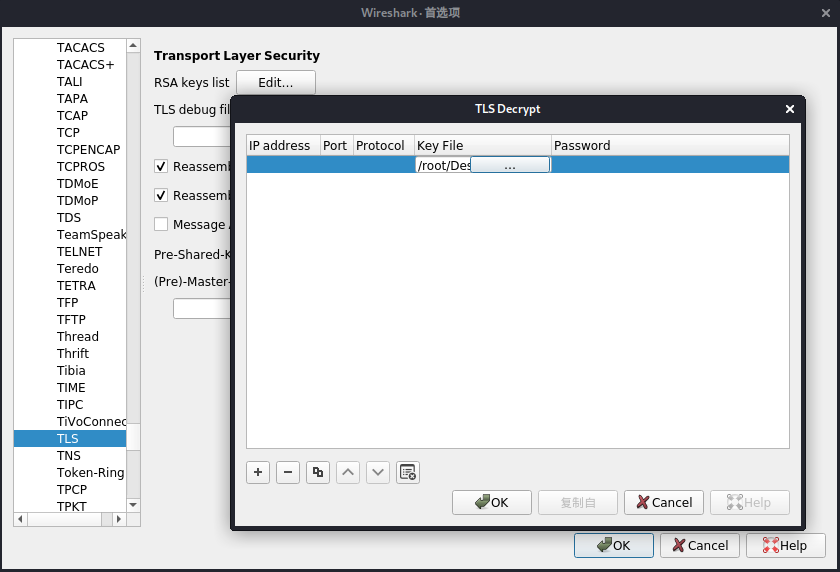 Wireshark · 首选项
TACACS
TACACS+
TALI
TAPA
TCAP
TCP
TCPENCAP
TCPROS
TDMoE
TDMoP
TDS
TeamSpeak
TELNET
Teredo
TETRA
TFP
TFTP
Thread
Thrift
Tibia
TIME
TIPC
TiVoConnec
TLS
TNS
Token-Ring
TPCP
TPKT
Transport Layer Security
RSA keys list Edit…
TLS debug fil
Reassemb
Reassemb
Message
Pre-Shared-K
(Pre)-Master-
TLS Decrypt
IP address Port Protocol Key File Password
/root/Des ...
OK 复制自 Cancel Help
OK Cancel Help